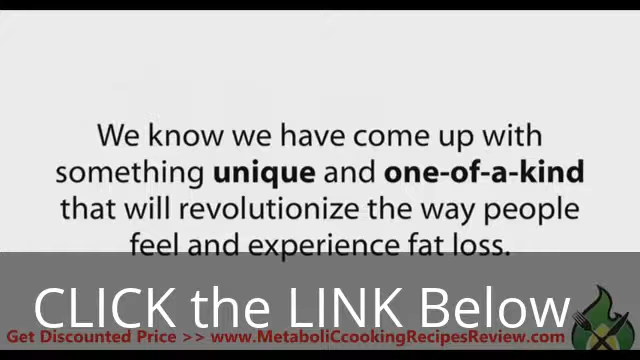 We know we have come up with
something unique and one-of-a-kind
that will revolutionize the way people
feel and experience fat loss.
CLICK the LINK Below
Get Discounted Price >> www.MetaboliCcookingRecipesReview.com